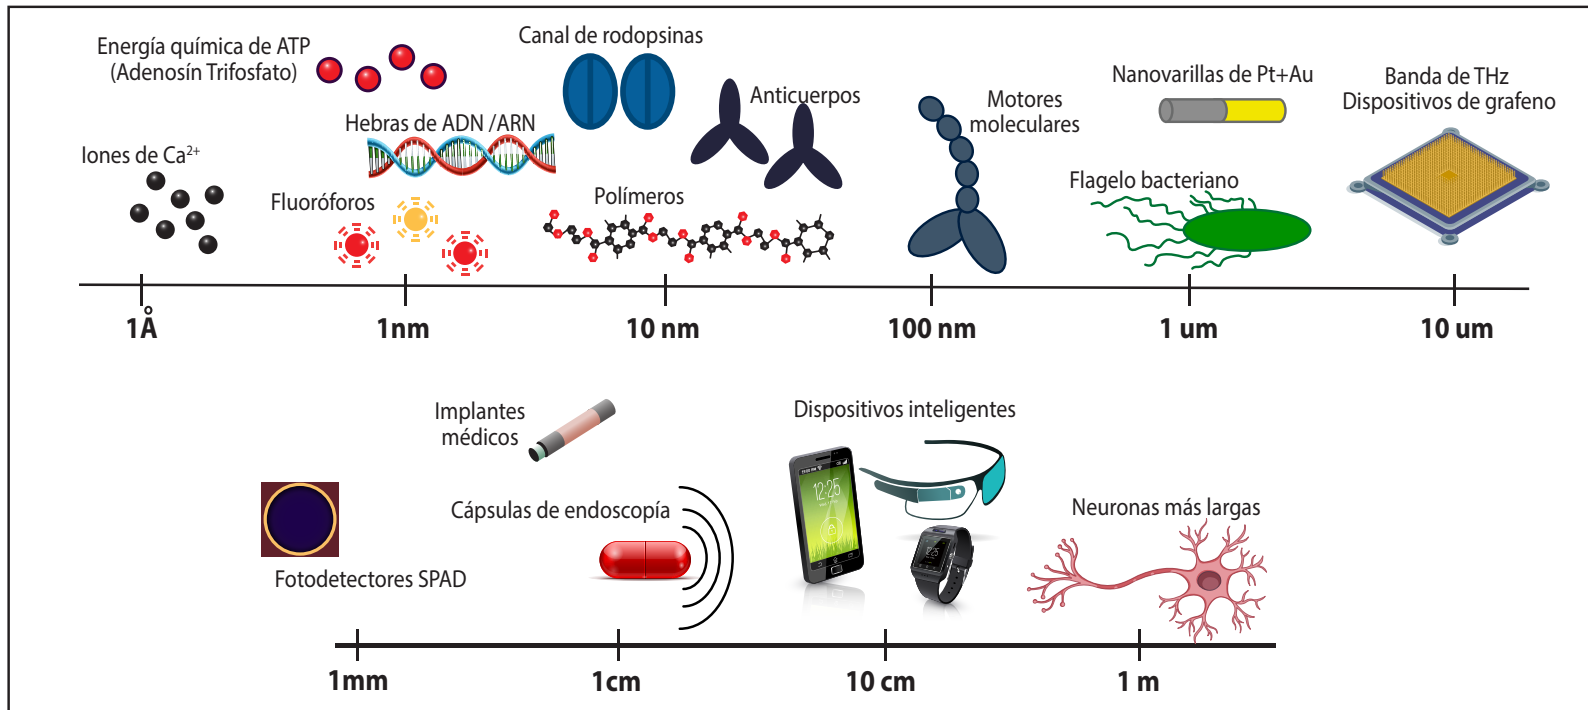 Energía química de ATP
(Adenosín Trifosfato)
Canal de rodopsinas
Anticuerpos
Motores
moleculares
Nanovarillas de Pt+Au
Banda de THz
Dispositivos de grafeno
Hebras de ADN /ARN
Iones de Ca²⁺
Fluoróforos
Polímeros
Flagelo bacteriano
1Å
1nm
10 nm
100 nm
1 um
10 um
Implantes
médicos
Dispositivos inteligentes
12:25
Cápsulas de endoscopía
Neuronas más largas
Fotodetectores SPAD
1mm
1cm
10 cm
1 m